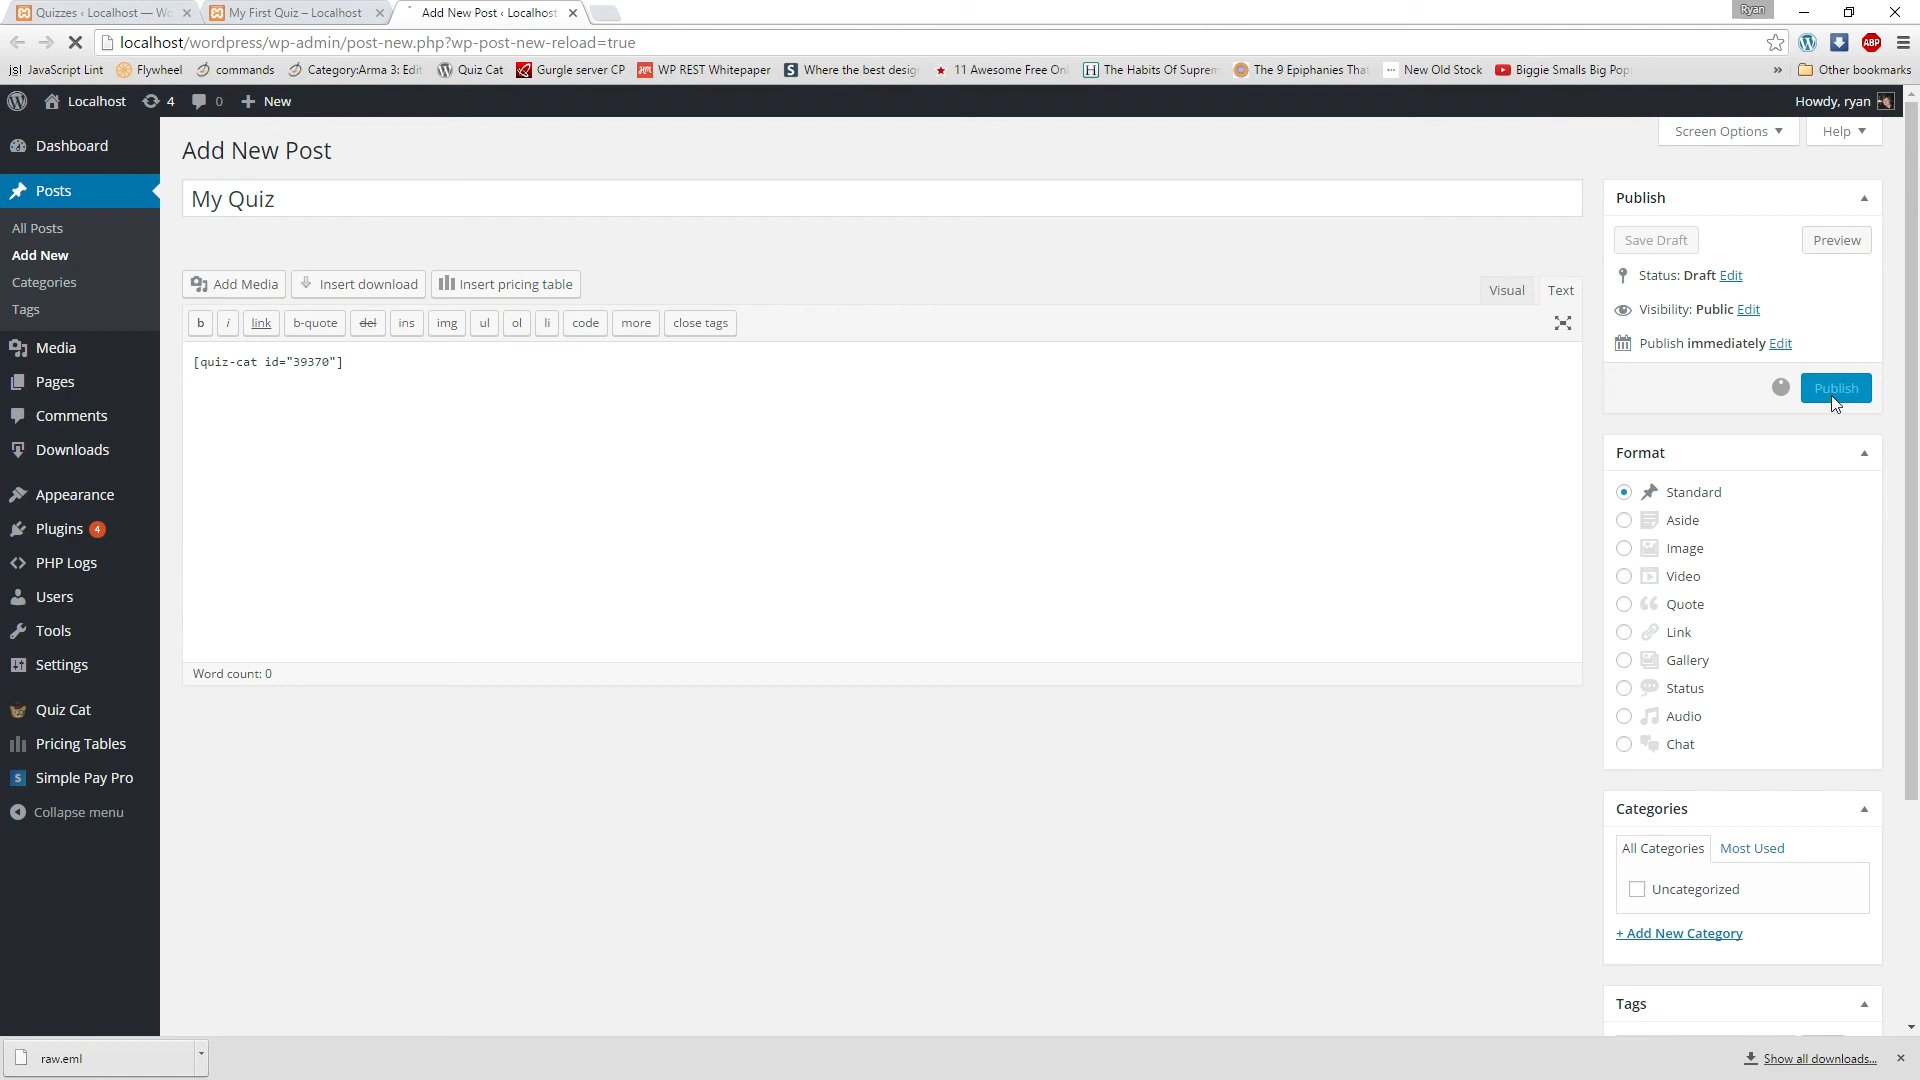 Quizzes ‹ Localhost — Wo
My First Quiz – Localhost
Add New Post ‹ Localhost
Ryan
localhost/wordpress/wp-admin/post-new.php?wp-post-new-reload=true
ABP
jsl JavaScript Lint
Flywheel
commands
Category:Arma 3: Edit
Quiz Cat
Gurgle server CP
WP REST Whitepaper
Where the best desig
11 Awesome Free Onl
The Habits Of Suprem
The 9 Epiphanies Tha
New Old Stock
Biggie Smalls Big Pop
» Other bookmarks
Localhost 4 0 + New
Howdy, ryan
Screen Options
Help
Dashboard
Posts
All Posts
Add New
Categories
Tags
Media
Pages
Comments
Downloads
Appearance
Plugins 4
PHP Logs
Users
Tools
Settings
Quiz Cat
Pricing Tables
Simple Pay Pro
Collapse menu
Add New Post
My Quiz
Add Media
Insert download
Insert pricing table
Visual
Text
b
i
link
b-quote
del
ins
img
ul
ol
li
code
more
close tags
[quiz-cat id="39370"]
Word count: 0
Publish
Save Draft
Preview
Status: Draft Edit
Visibility: Public Edit
Publish immediately Edit
Publish
Format
Standard
Aside
Image
Video
Quote
Link
Gallery
Status
Audio
Chat
Categories
All Categories
Most Used
Uncategorized
+ Add New Category
Tags
raw.eml
Show all downloads...